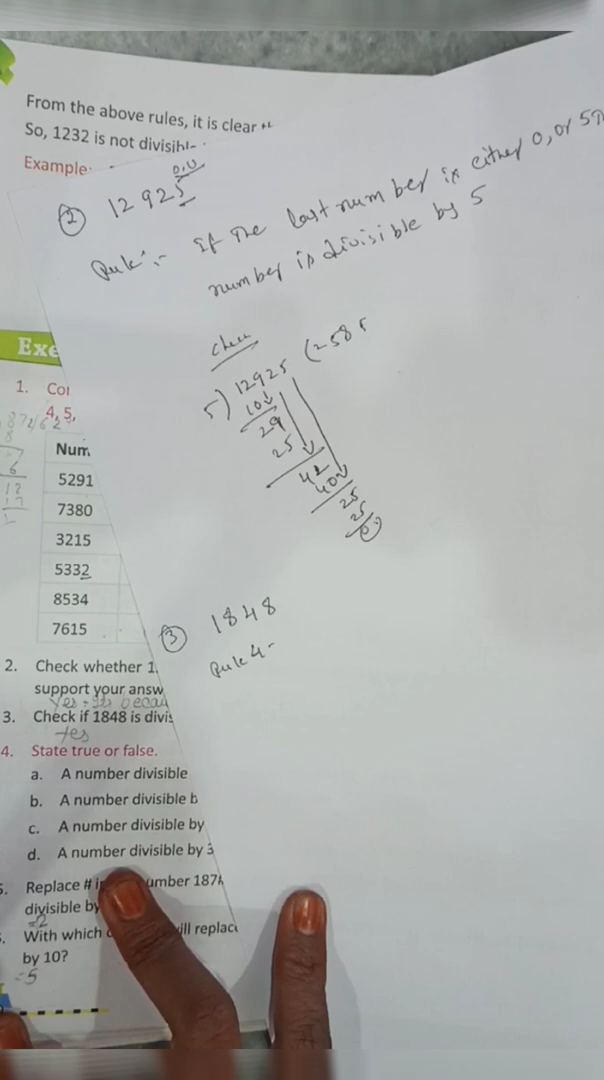 From the above rules, it is clear
So, 1232 is not
Example
② 12925
Rule :- If the last number is either 0, or 5
number is divisible by 5
Check
5) 12925 (2585
10
29
25
42
40
25
25
0
Exe
1. Co
4, 5,
Num
5291
7380
3215
5332
8534
7615
③ 1848
Rule 4-
2. Check whether 1
support your answ
Yes
3. Check if 1848 is divis
Yes
4. State true or false.
a. A number divisible
b. A number divisible b
c. A number divisible by
d. A number divisible by 3
Replace # i umber 187
divisible by
=2
With which ill replac
by 10?
=5